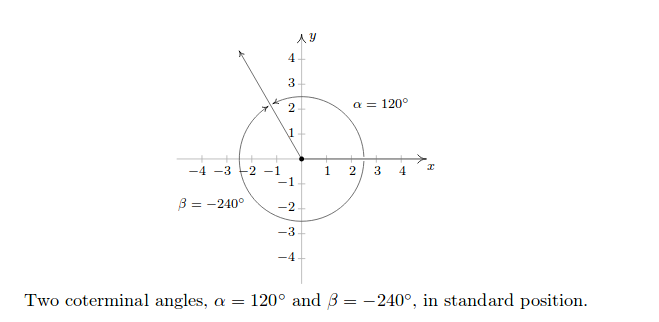 y
4
3
α = 120°
2
1
−4 −3 −2 −1 1 2 3 4 x
−1
β = −240°
−2
−3
−4
Two coterminal angles, α = 120° and β = −240°, in standard position.